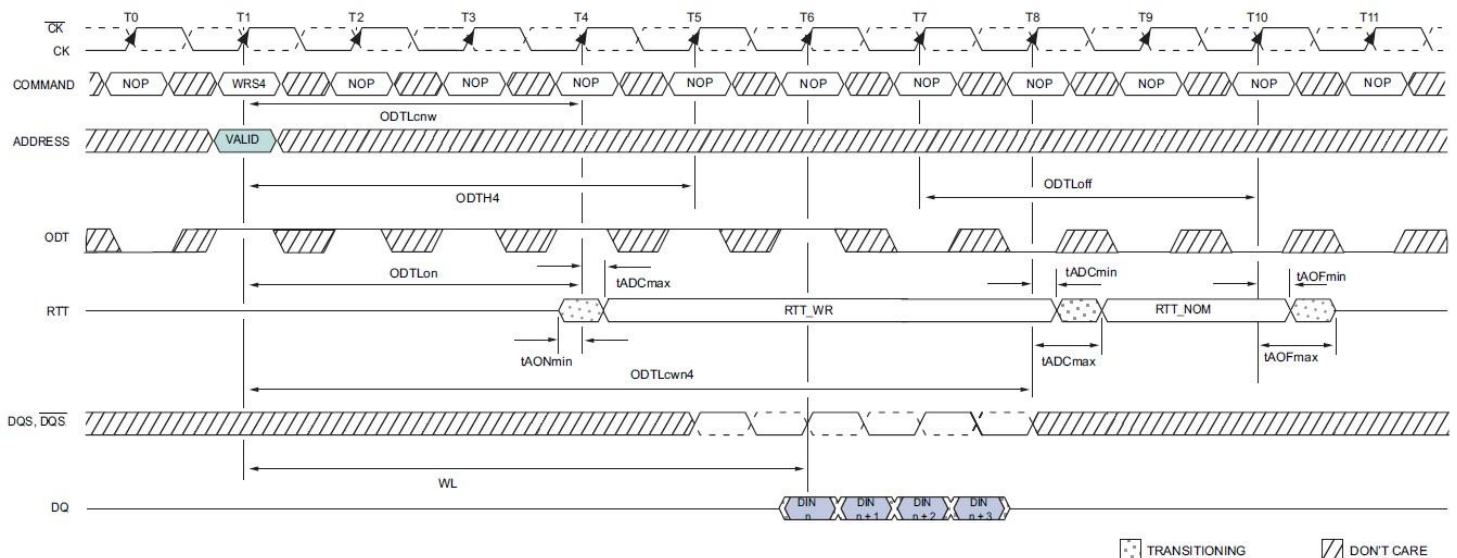 T0 T1 T2 T3 T4 T5 T6 T7 T8 T9 T10 T11
CK
CK
COMMAND NOP WRS4 NOP NOP NOP NOP NOP NOP NOP NOP NOP NOP
ODTLcnw
ADDRESS VALID
ODTH4 ODTLoff
ODT
ODTLon tADCmax tADCmin tAOFmin
RTT RTT_WR RTT_NOM
tAONmin tADCmax tAOFmax
ODTLcwn4
DQS, DQS
WL
DQ DIN n DIN n + 1 DIN n + 2 DIN n + 3
TRANSITIONING DON'T CARE